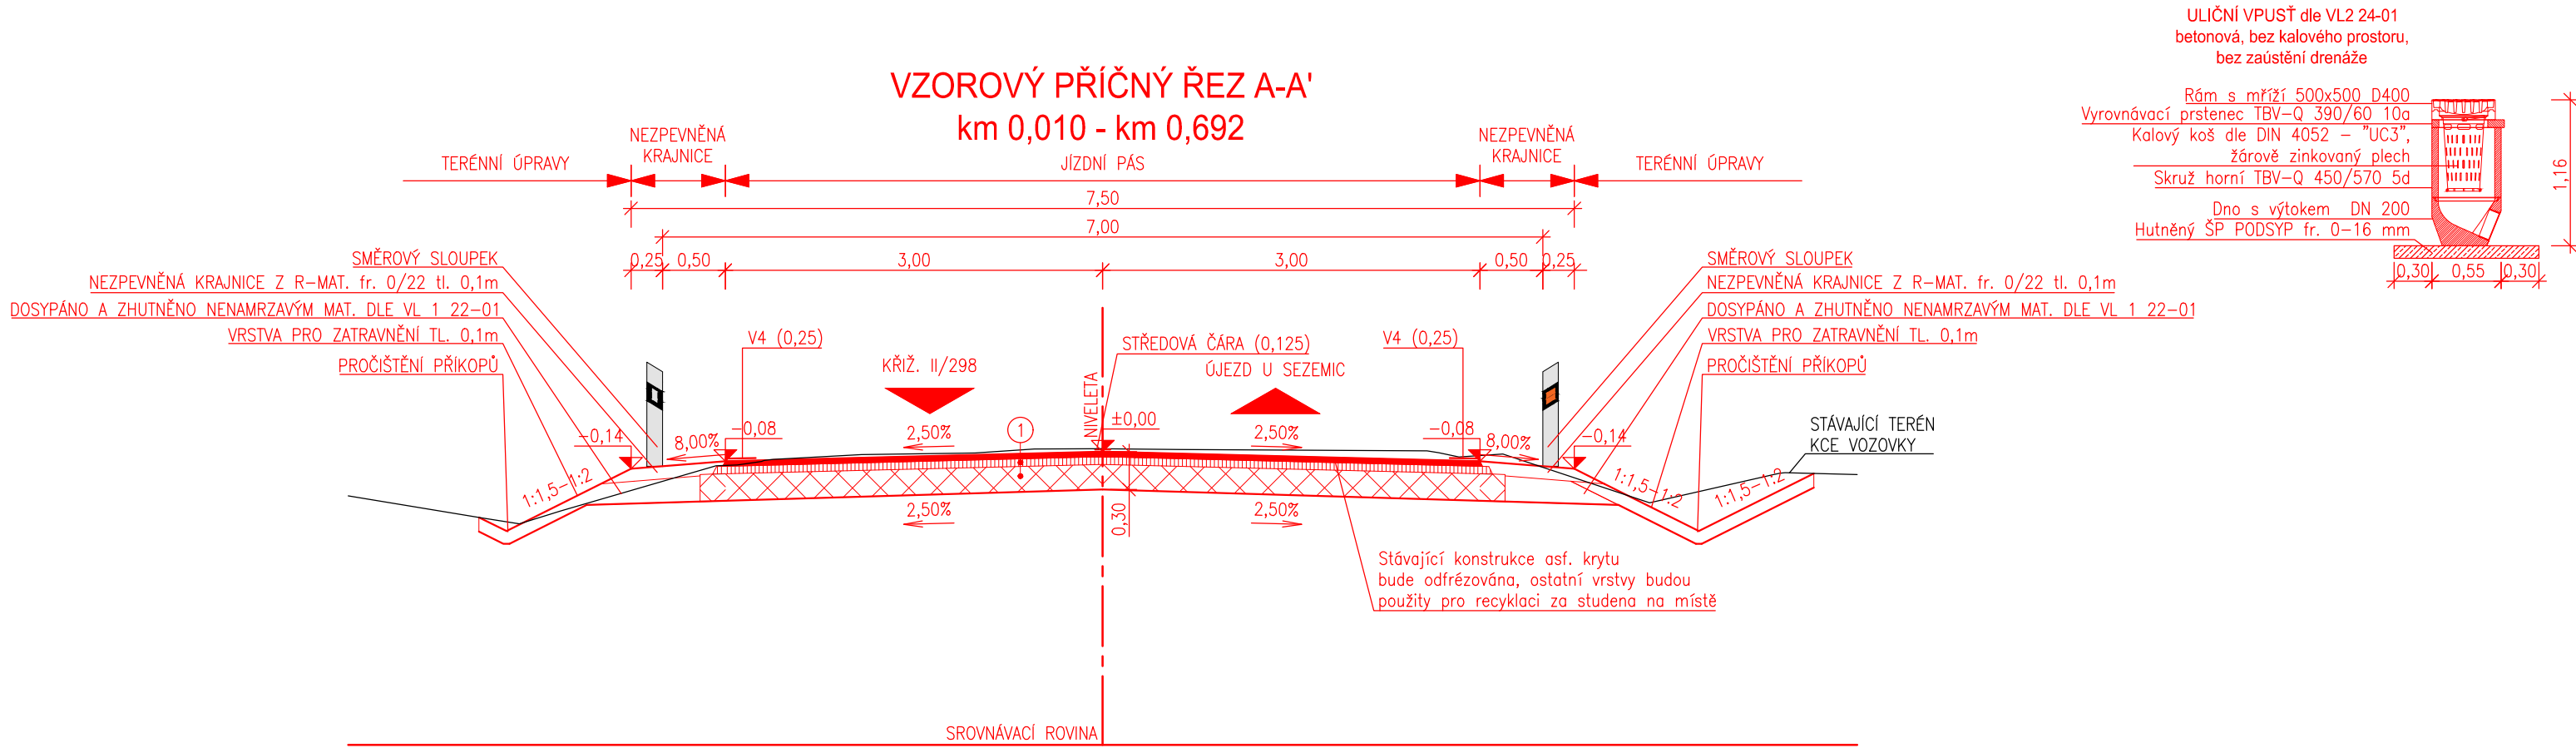 VZOROVÝ PŘÍČNÝ ŘEZ A-A'
km 0,010 - km 0,692
TERÉNNÍ ÚPRAVY
NEZPEVNĚNÁ
KRAJNICE
JÍZDNÍ PÁS
NEZPEVNĚNÁ
KRAJNICE
TERÉNNÍ ÚPRAVY
7,50
7,00
0,25
0,50
3,00
3,00
0,50
0,25
SMĚROVÝ SLOUPEK
NEZPEVNĚNÁ KRAJNICE Z R-MAT. fr. 0/22 tl. 0,1m
DOSYPÁNO A ZHUTNĚNO NENAMRZAVÝM MAT. DLE VL 1 22-01
VRSTVA PRO ZATRAVNĚNÍ TL. 0,1m
PROČIŠTĚNÍ PŘÍKOPŮ
SMĚROVÝ SLOUPEK
NEZPEVNĚNÁ KRAJNICE Z R-MAT. fr. 0/22 tl. 0,1m
DOSYPÁNO A ZHUTNĚNO NENAMRZAVÝM MAT. DLE VL 1 22-01
VRSTVA PRO ZATRAVNĚNÍ TL. 0,1m
PROČIŠTĚNÍ PŘÍKOPŮ
V4 (0,25)
KŘIŽ. II/298
NIVELETA
STŘEDOVÁ ČÁRA (0,125)
ÚJEZD U SEZEMIC
V4 (0,25)
-0,14
8,00%
-0,08
2,50%
1
±0,00
2,50%
-0,08
8,00%
-0,14
STÁVAJÍCÍ TERÉN
KCE VOZOVKY
1:1,5-1:2
1:1,5-1:2
1:1,5-1:2
2,50%
0,30
2,50%
Stávající konstrukce asf. krytu
bude odfrézována, ostatní vrstvy budou
použity pro recyklaci za studena na místě
SROVNÁVACÍ ROVINA
ULIČNÍ VPUSŤ dle VL2 24-01
betonová, bez kalového prostoru,
bez zaústění drenáže
Rám s mříží 500x500 D400
Vyrovnávací prstenec TBV-Q 390/60 10a
Kalový koš dle DIN 4052 - "UC3",
žárově zinkovaný plech
Skruž horní TBV-Q 450/570 5d
Dno s výtokem DN 200
Hutněný ŠP PODSYP fr. 0-16 mm
1,16
0,30
0,55
0,30